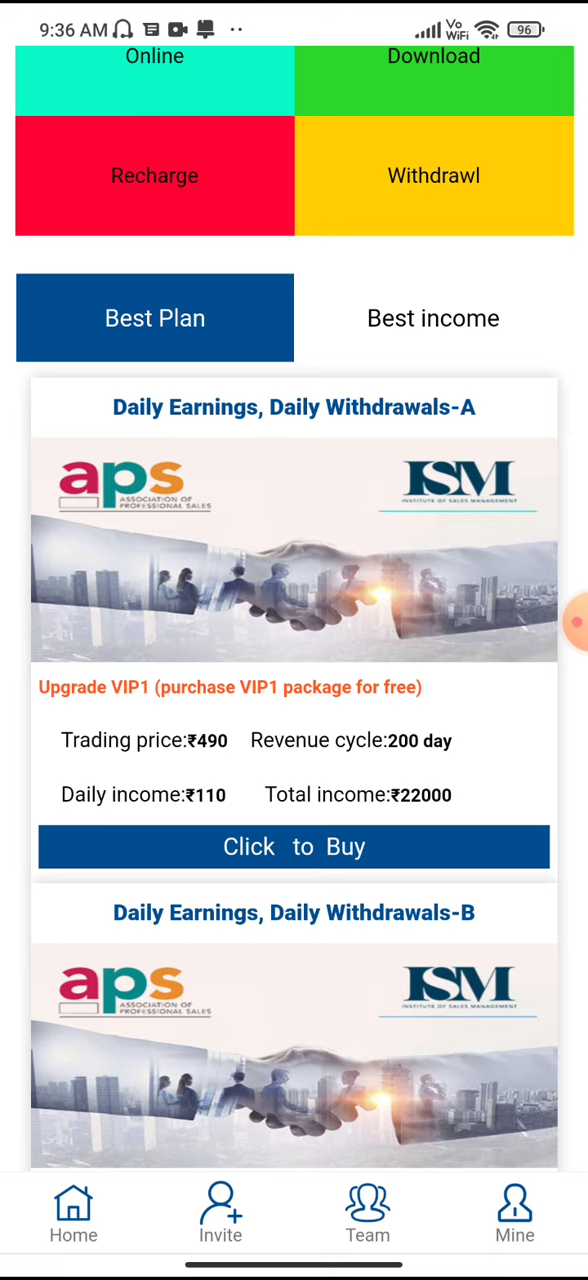 9:36 AM
Vo
WiFi
96
Online
Download
Recharge
Withdrawl
Best Plan
Best income
Daily Earnings, Daily Withdrawals-A
aps
ASSOCIATION OF
PROFESSIONAL SALES
ISM
INSTITUTE OF SALES MANAGEMENT
Upgrade VIP1 (purchase VIP1 package for free)
Trading price:₹490 Revenue cycle:200 day
Daily income:₹110 Total income:₹22000
Click to Buy
Daily Earnings, Daily Withdrawals-B
aps
ASSOCIATION OF
PROFESSIONAL SALES
ISM
INSTITUTE OF SALES MANAGEMENT
Home
Invite
Team
Mine